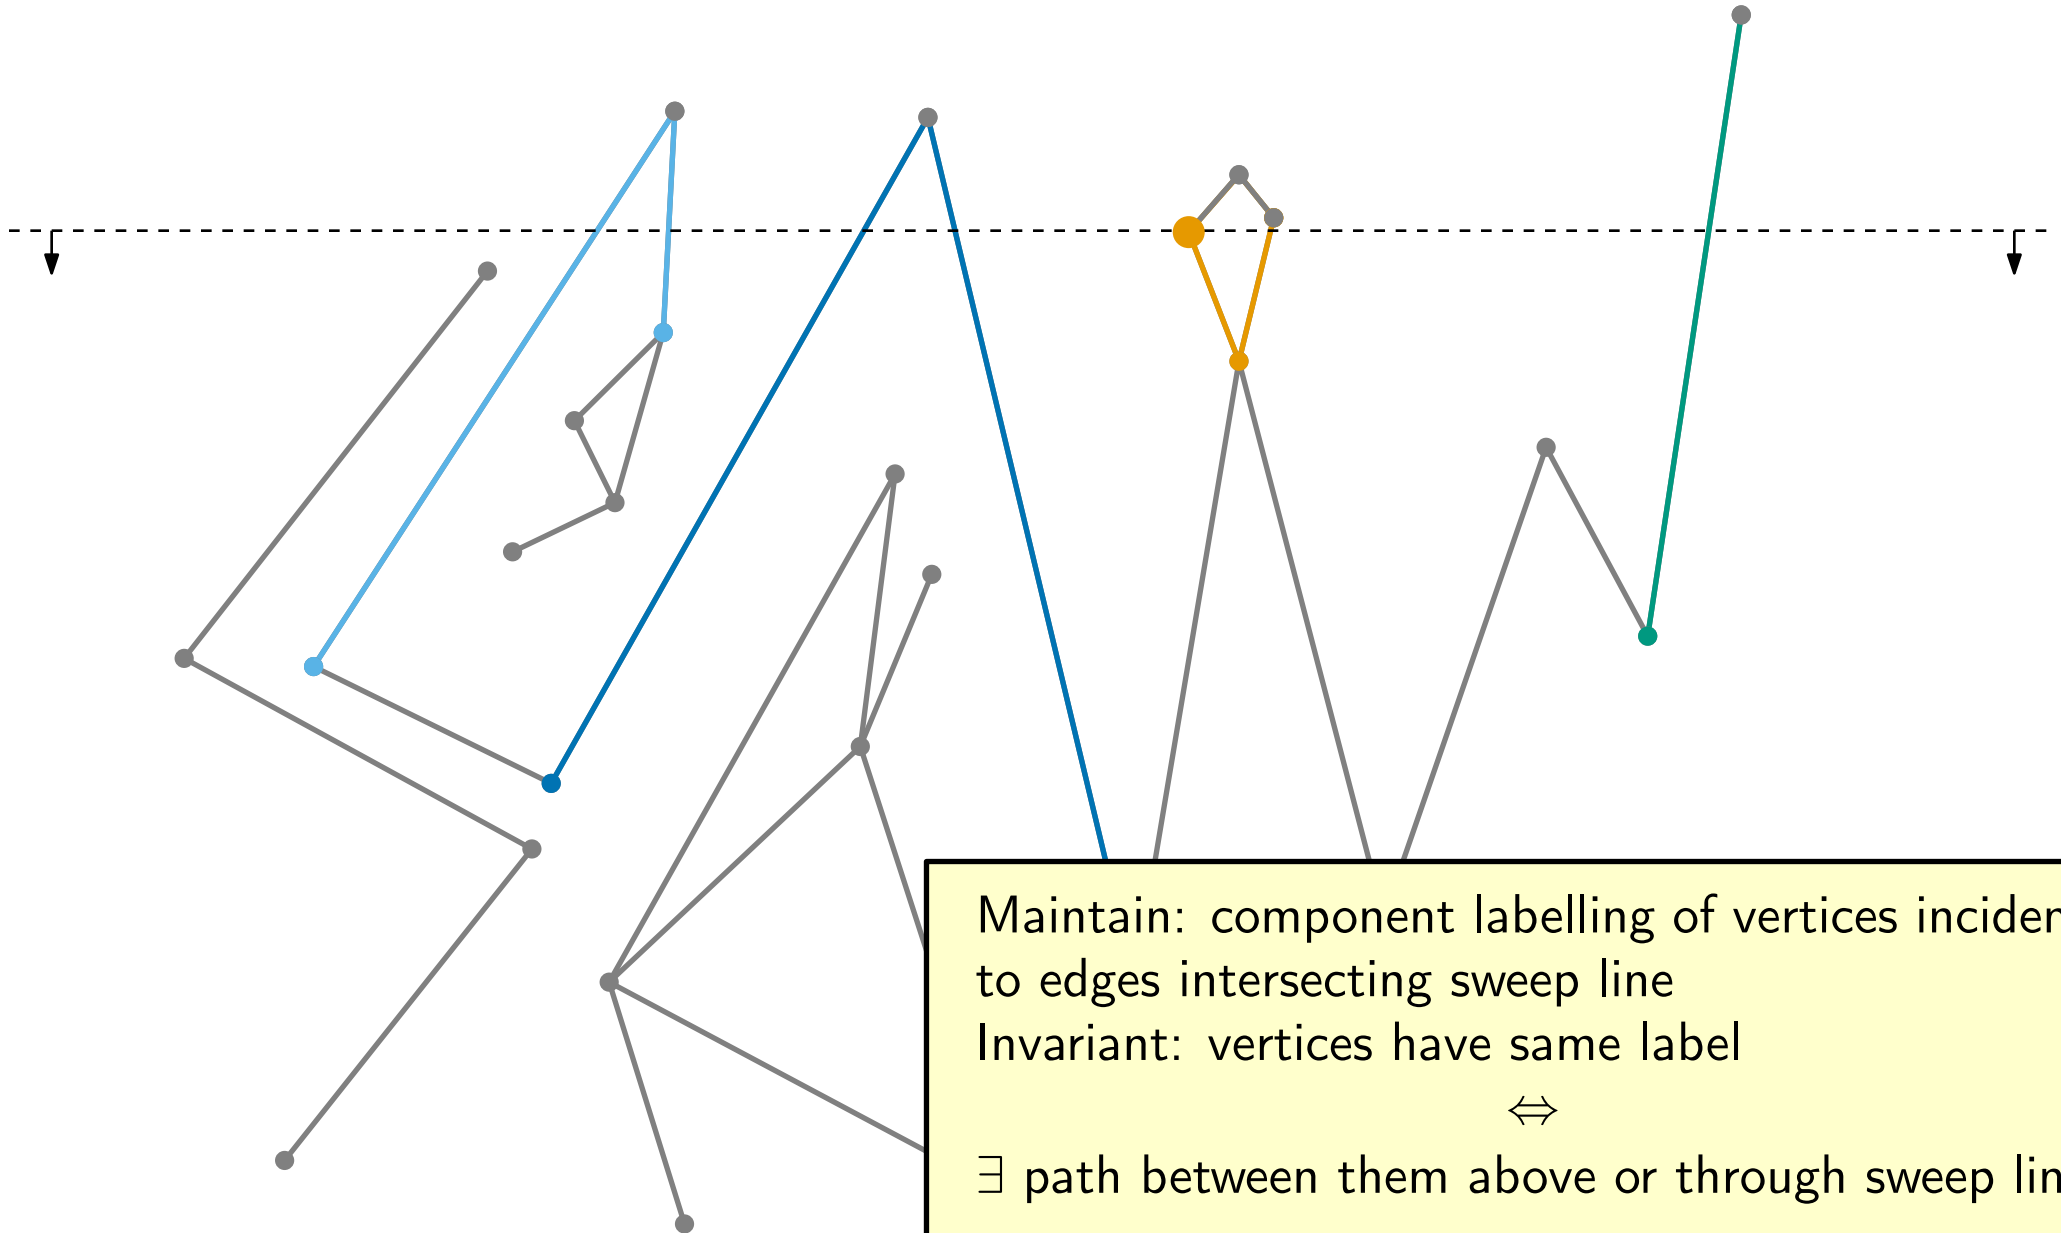 Maintain: component labelling of vertices inciden
to edges intersecting sweep line
Invariant: vertices have same label
⇔
∃ path between them above or through sweep lin